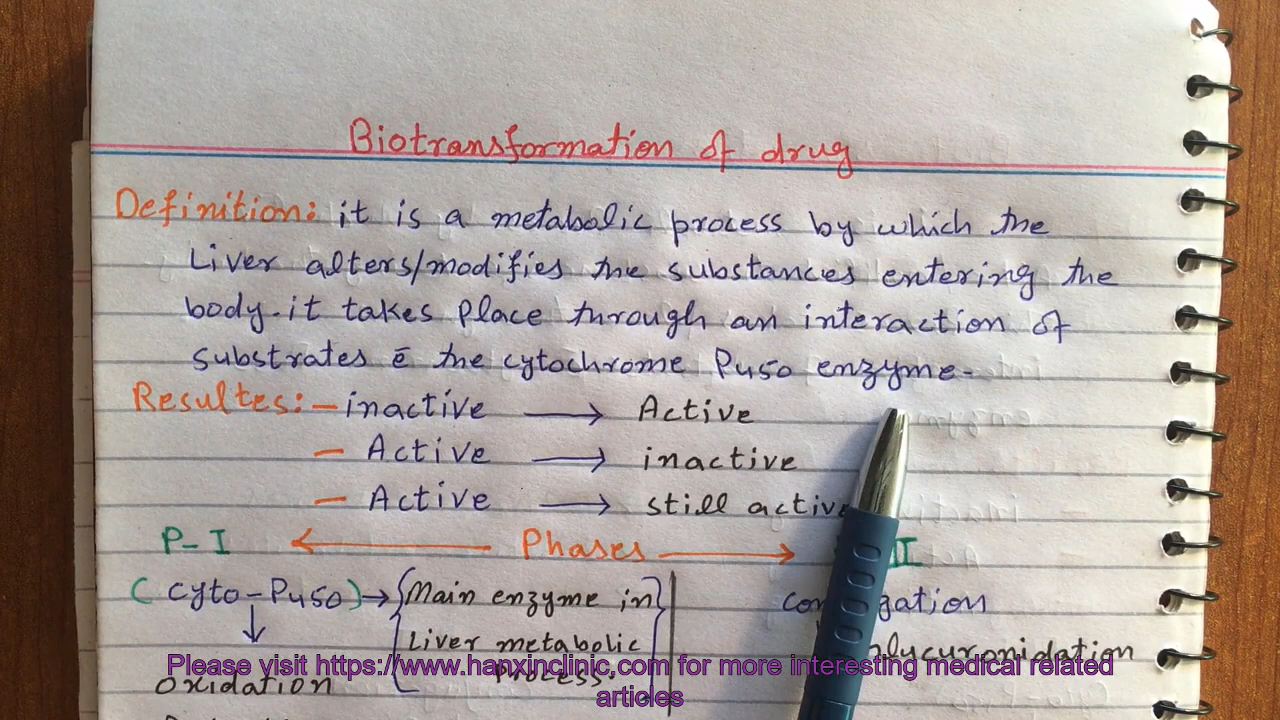 Biotransformation of drug
Definition: it is a metabolic process by which the
Liver alters/modifies the substances entering the
body. it takes place through an interaction of
substrates c̄ the cytochrome P450 enzyme.
Resultes: - inactive → Active
- Active → inactive
- Active → still active
P-I ← Phases → II
(cyto-P450) → {Main enzyme in}
Liver metabolic
process.
↓
oxidation
glucuronidation
Please visit https://www.hanxinclinic.com for more interesting medical related
articles